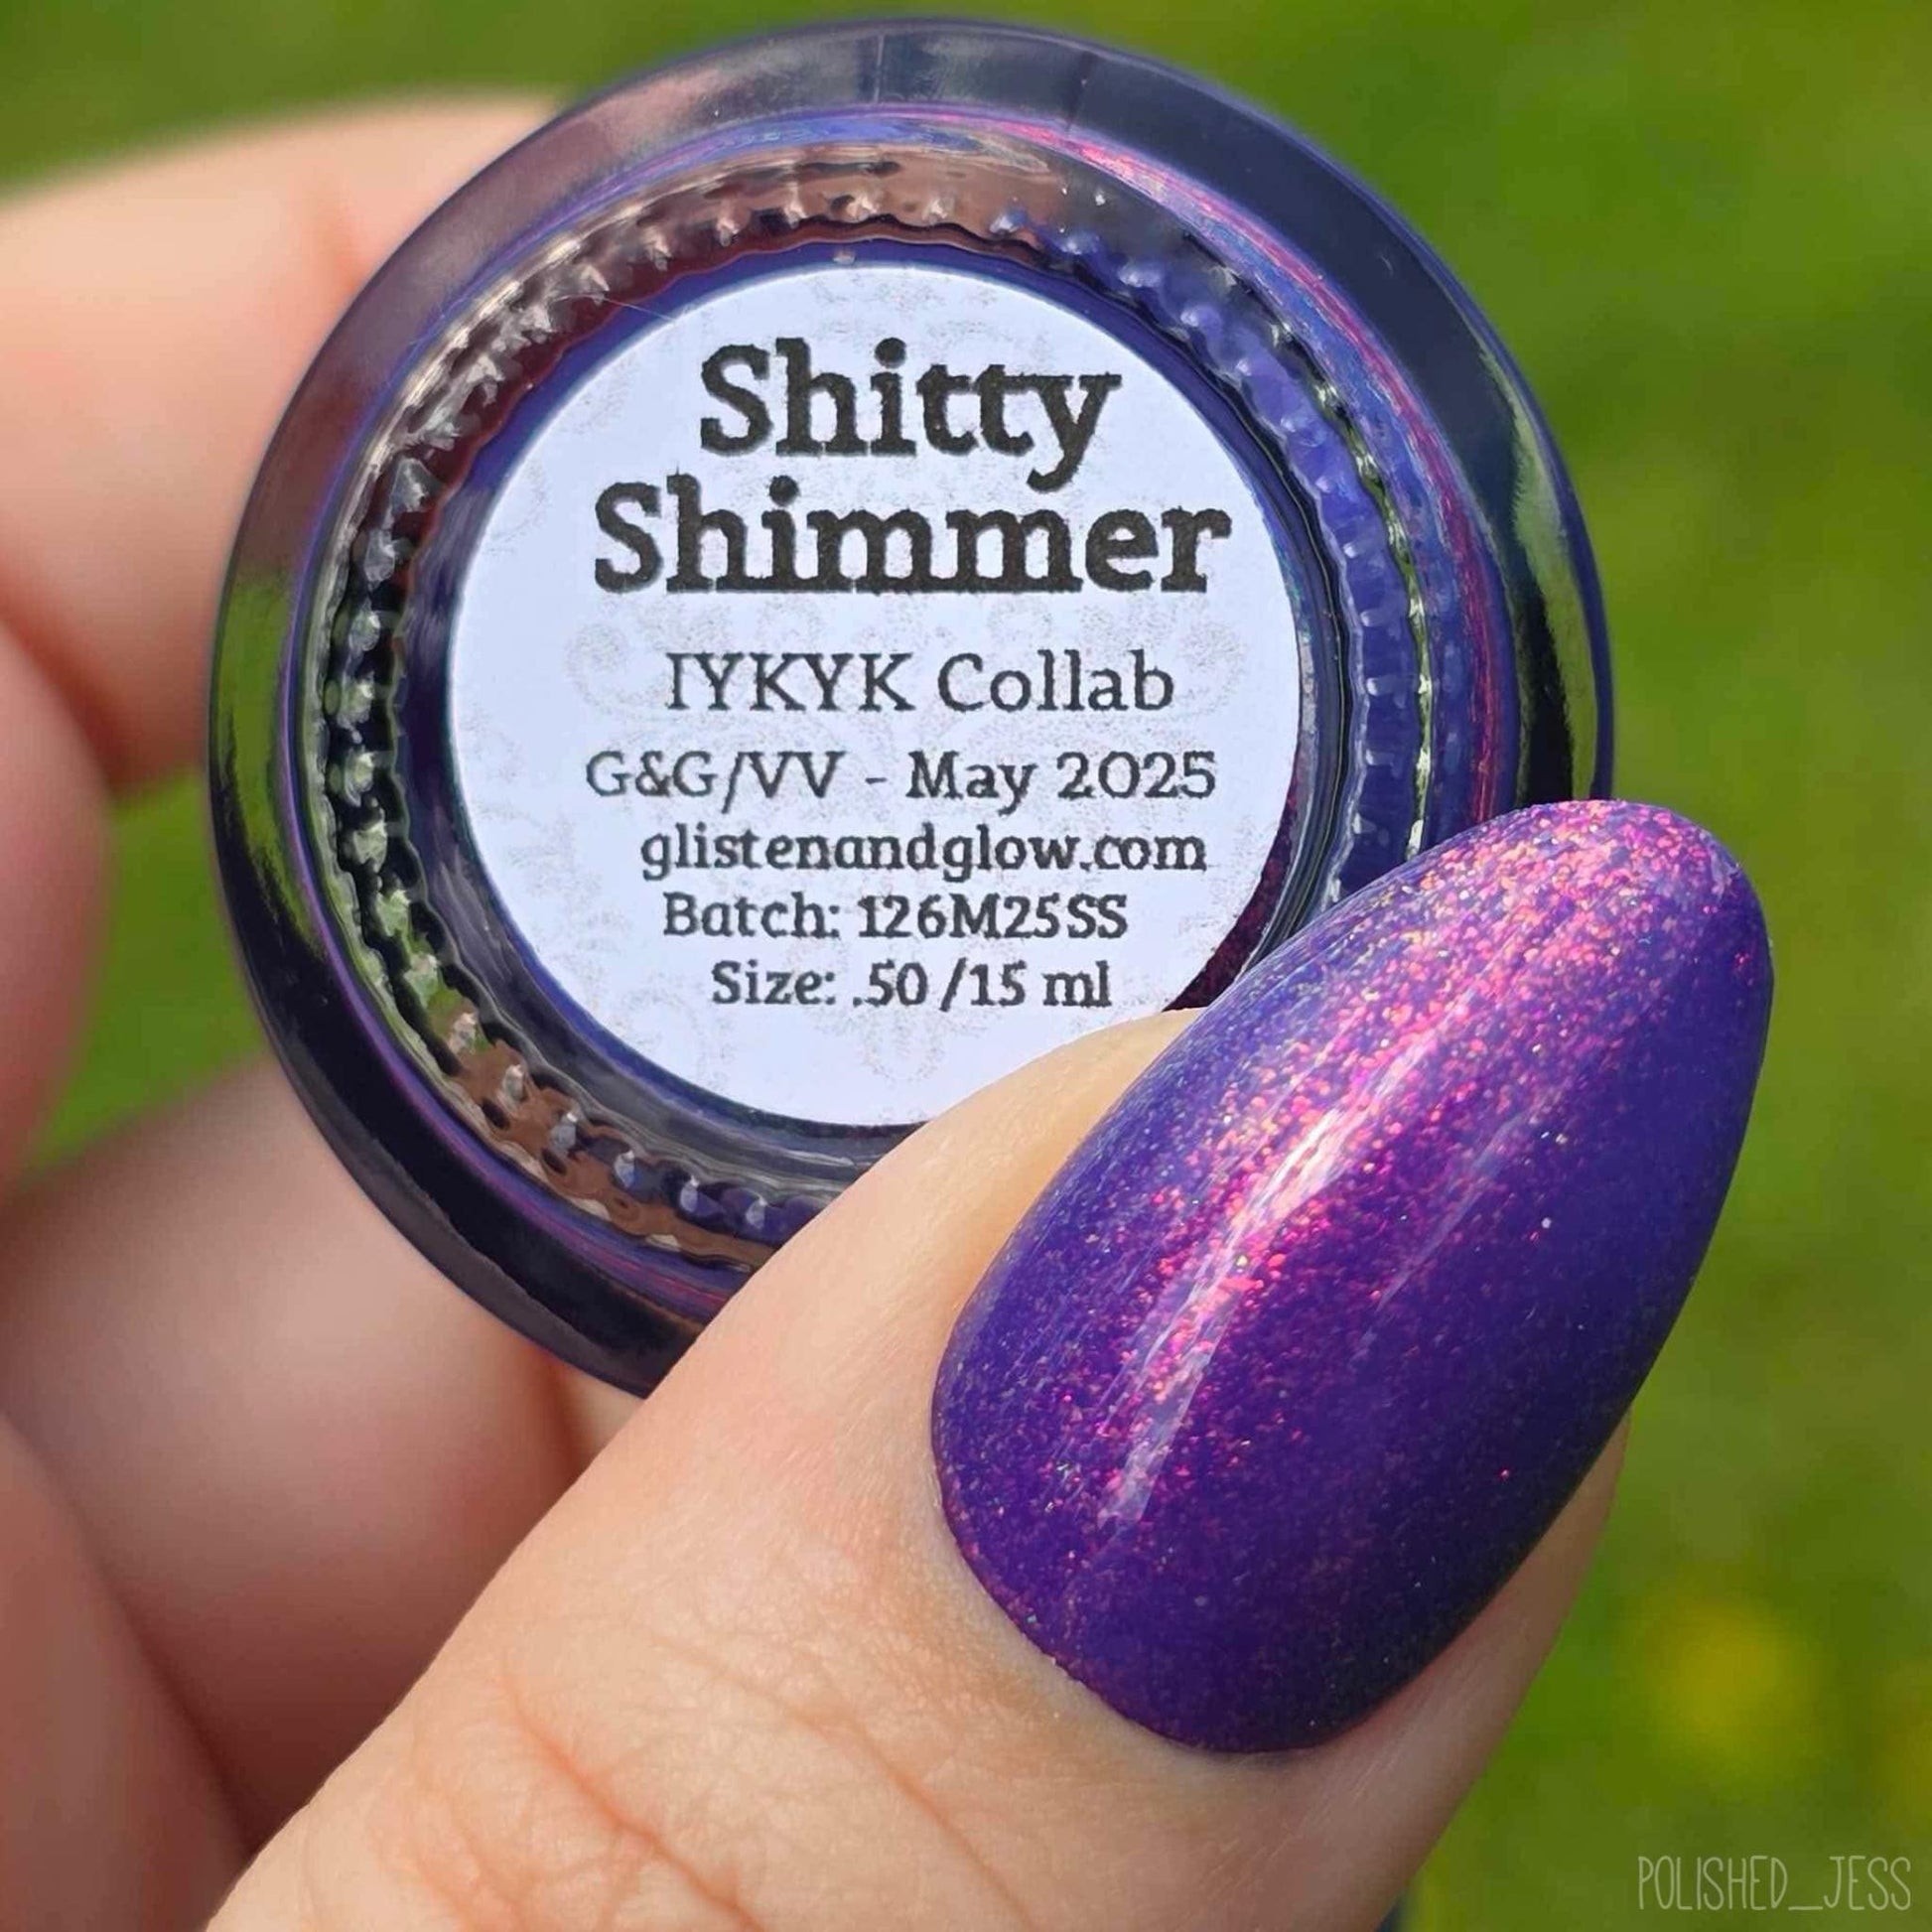 Shitty
Shimmer
IYKYK Collab
G&G/VV - May 2025
glistenandglow.com
Batch: 126M25SS
Size: .50 /15 ml
POLISHED_JESS